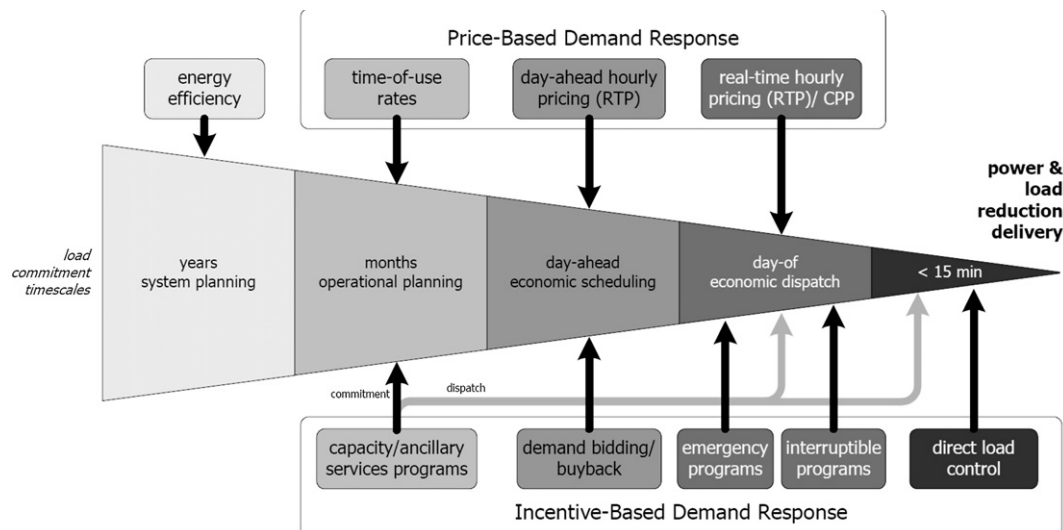 Price-Based Demand Response
energy
efficiency
time-of-use
rates
day-ahead hourly
pricing (RTP)
real-time hourly
pricing (RTP)/ CPP
power &
load
reduction
delivery
load
commitment
timescales
years
system planning
months
operational planning
day-ahead
economic scheduling
day-of
economic dispatch
< 15 min
commitment
dispatch
capacity/ancillary
services programs
demand bidding/
buyback
emergency
programs
interruptible
programs
direct load
control
Incentive-Based Demand Response